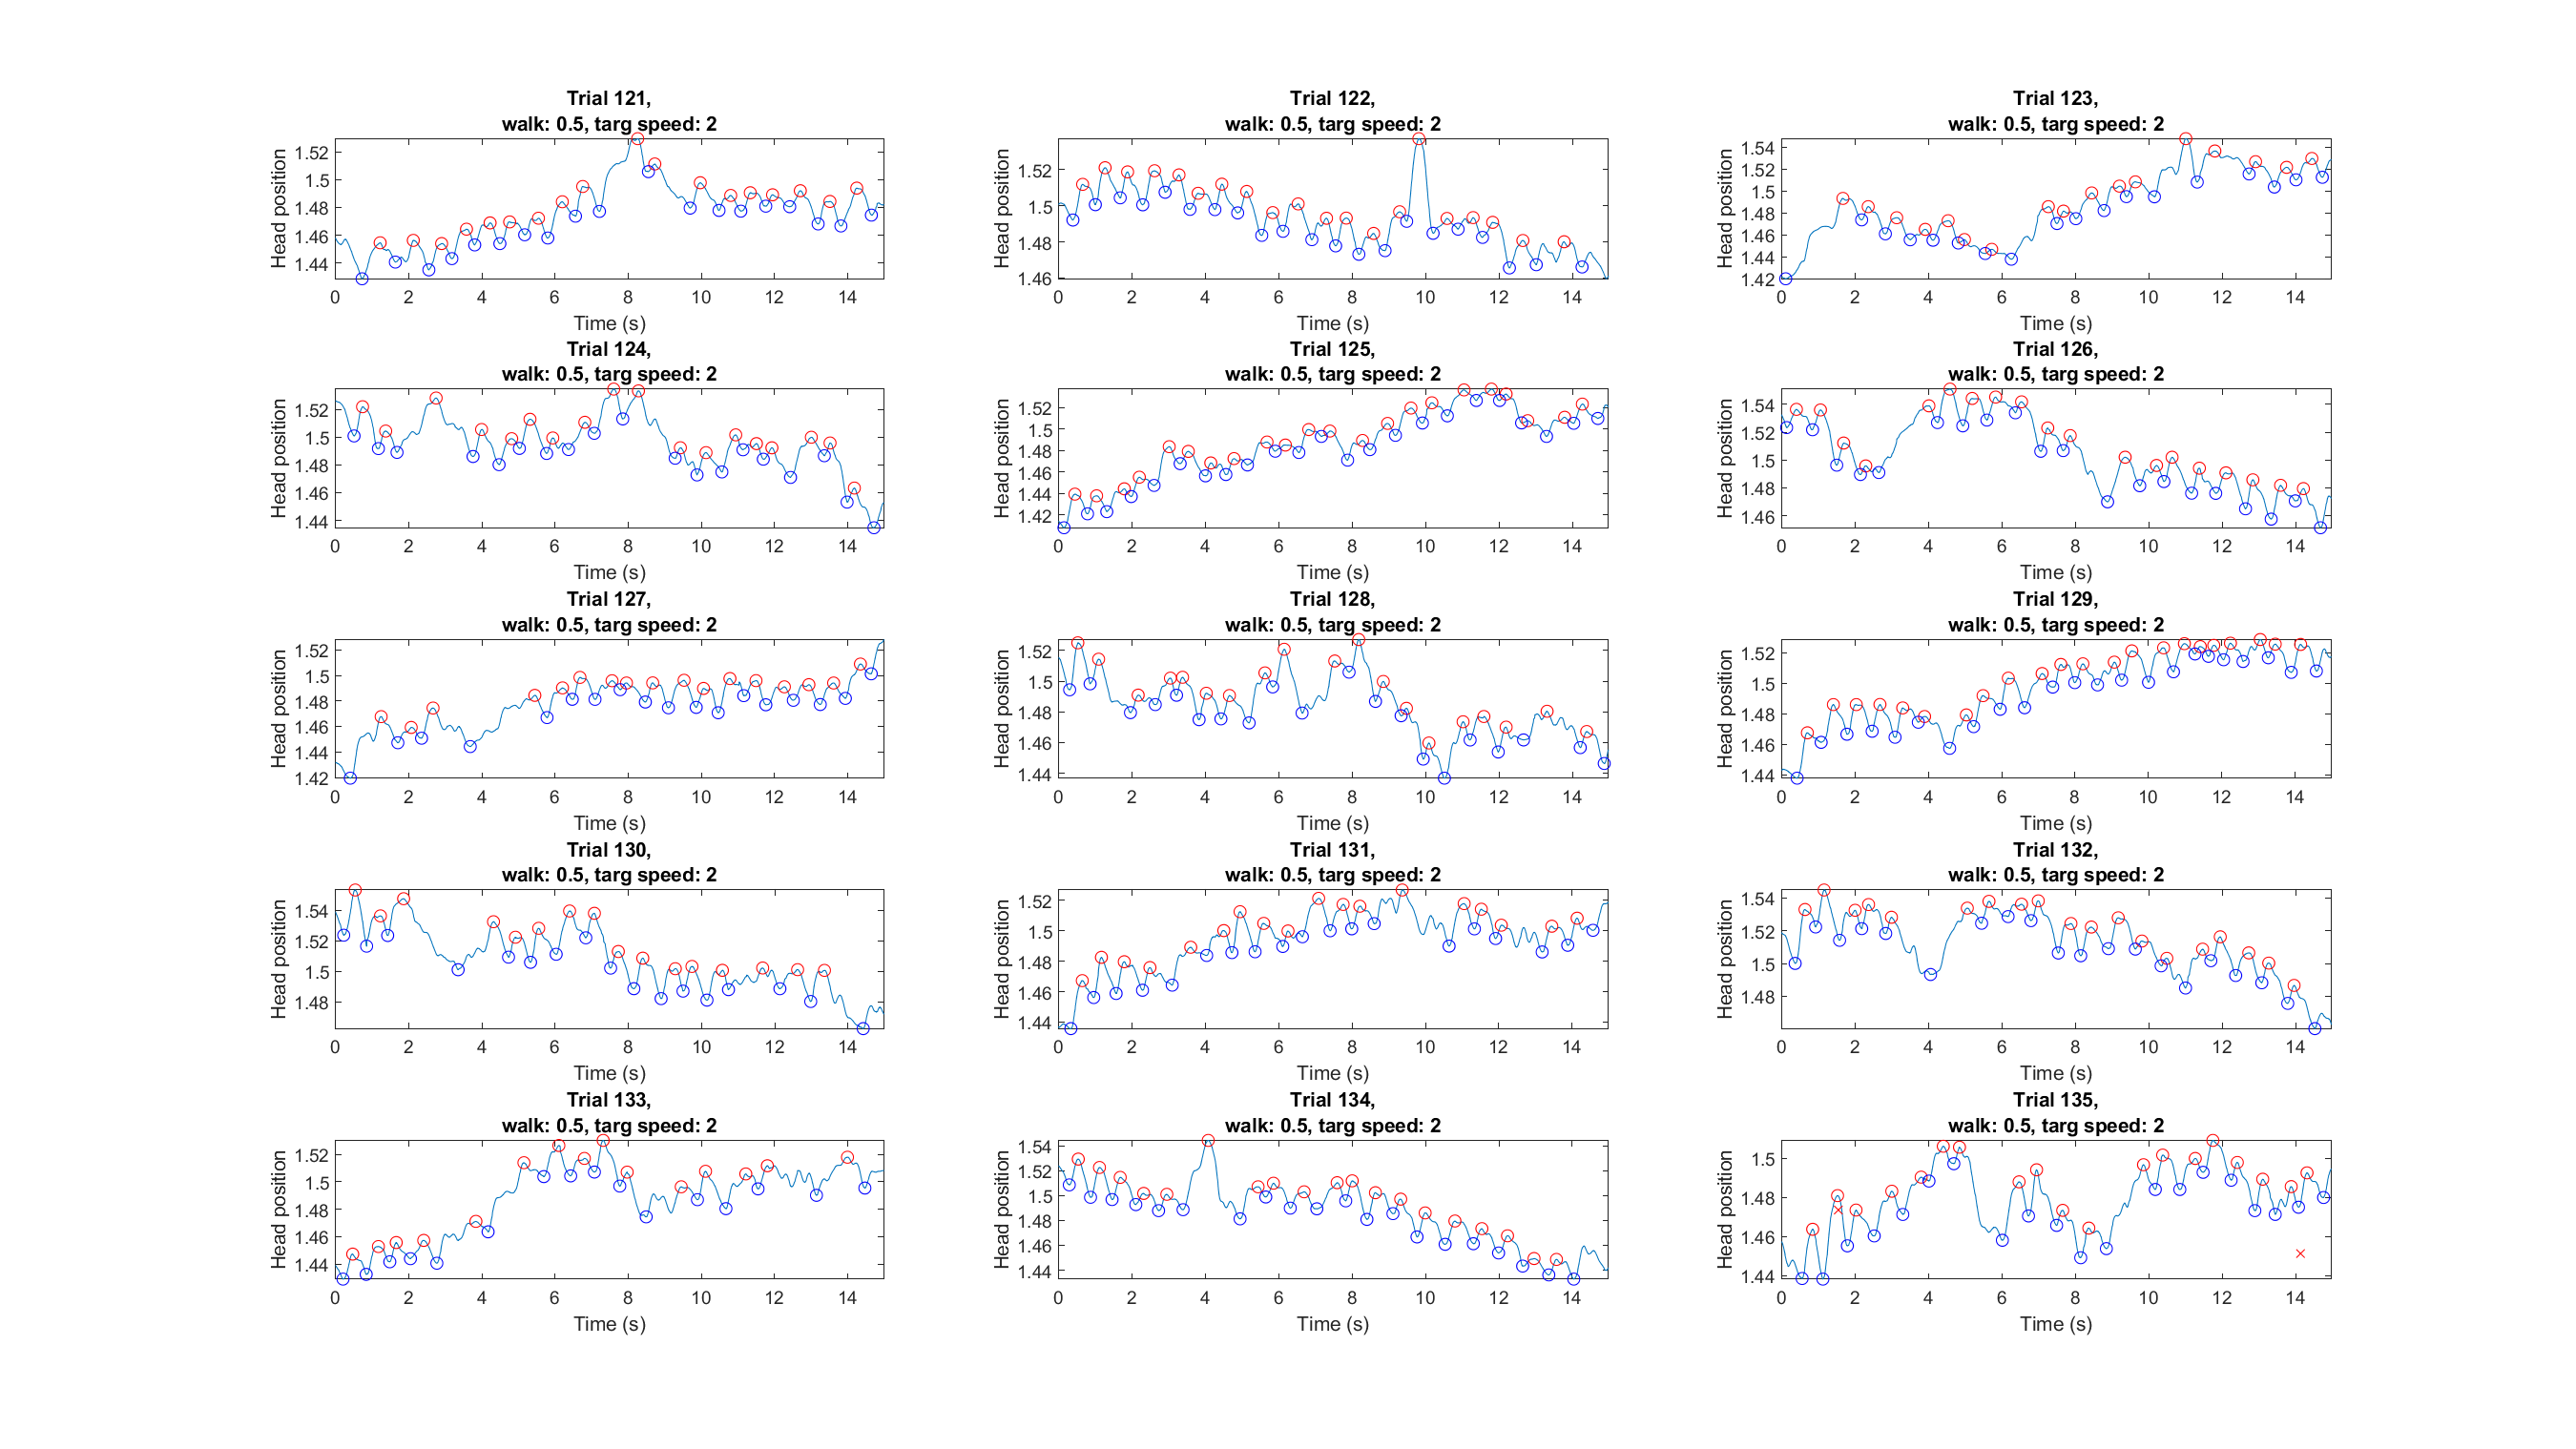 Trial 121,
walk: 0.5, targ speed: 2
Head position
1.52
1.5
1.48
1.46
1.44
0 2 4 6 8 10 12 14
Time (s)
Trial 122,
walk: 0.5, targ speed: 2
Head position
1.52
1.5
1.48
1.46
0 2 4 6 8 10 12 14
Time (s)
Trial 123,
walk: 0.5, targ speed: 2
Head position
1.54
1.52
1.5
1.48
1.46
1.44
1.42
0 2 4 6 8 10 12 14
Time (s)
Trial 124,
walk: 0.5, targ speed: 2
Head position
1.52
1.5
1.48
1.46
1.44
0 2 4 6 8 10 12 14
Time (s)
Trial 125,
walk: 0.5, targ speed: 2
Head position
1.52
1.5
1.48
1.46
1.44
1.42
0 2 4 6 8 10 12 14
Time (s)
Trial 126,
walk: 0.5, targ speed: 2
Head position
1.54
1.52
1.5
1.48
1.46
0 2 4 6 8 10 12 14
Time (s)
Trial 127,
walk: 0.5, targ speed: 2
Head position
1.52
1.5
1.48
1.46
1.44
1.42
0 2 4 6 8 10 12 14
Time (s)
Trial 128,
walk: 0.5, targ speed: 2
Head position
1.52
1.5
1.48
1.46
1.44
0 2 4 6 8 10 12 14
Time (s)
Trial 129,
walk: 0.5, targ speed: 2
Head position
1.52
1.5
1.48
1.46
1.44
0 2 4 6 8 10 12 14
Time (s)
Trial 130,
walk: 0.5, targ speed: 2
Head position
1.54
1.52
1.5
1.48
0 2 4 6 8 10 12 14
Time (s)
Trial 131,
walk: 0.5, targ speed: 2
Head position
1.52
1.5
1.48
1.46
1.44
0 2 4 6 8 10 12 14
Time (s)
Trial 132,
walk: 0.5, targ speed: 2
Head position
1.54
1.52
1.5
1.48
0 2 4 6 8 10 12 14
Time (s)
Trial 133,
walk: 0.5, targ speed: 2
Head position
1.52
1.5
1.48
1.46
1.44
0 2 4 6 8 10 12 14
Time (s)
Trial 134,
walk: 0.5, targ speed: 2
Head position
1.54
1.52
1.5
1.48
1.46
1.44
0 2 4 6 8 10 12 14
Time (s)
Trial 135,
walk: 0.5, targ speed: 2
Head position
1.5
1.48
1.46
1.44
0 2 4 6 8 10 12 14
Time (s)